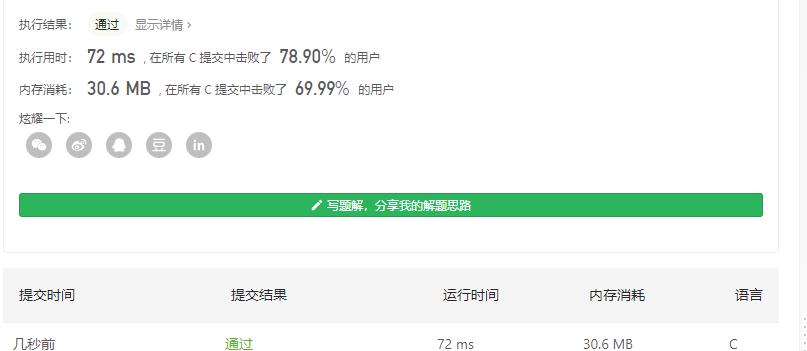 执行结果： 通过 显示详情 ›
执行用时： 72 ms , 在所有 C 提交中击败了 78.90% 的用户
内存消耗： 30.6 MB , 在所有 C 提交中击败了 69.99% 的用户
炫耀一下:
豆 in
写题解，分享我的解题思路
提交时间 提交结果 运行时间 内存消耗 语言
几秒前 通过 72 ms 30.6 MB C